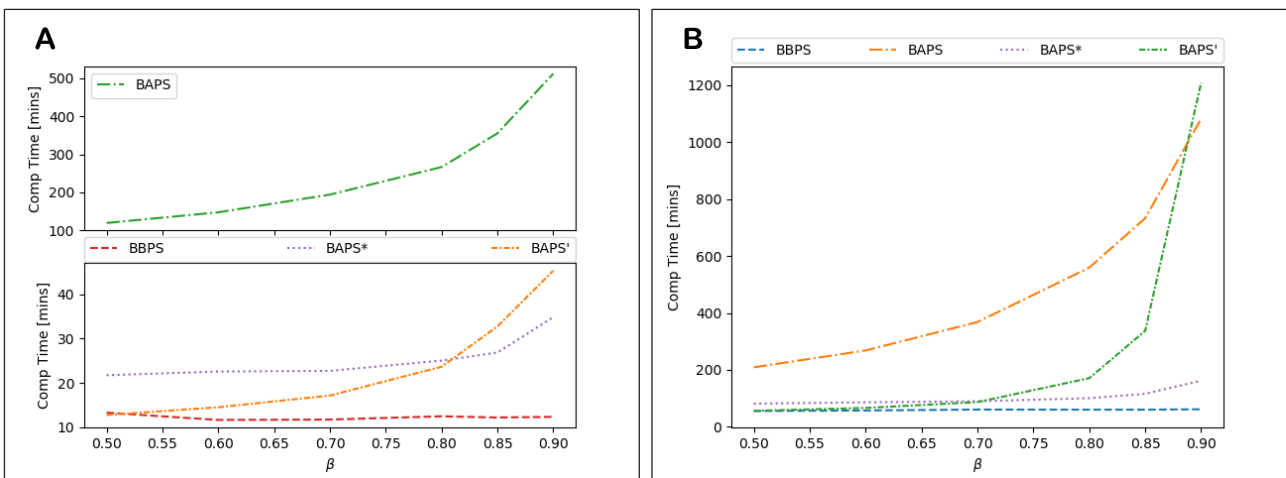 A
BAPS
Comp Time [mins]
500
400
300
200
100
BBPS BAPS* BAPS'
Comp Time [mins]
40
30
20
10
0.50 0.55 0.60 0.65 0.70 0.75 0.80 0.85 0.90
β
B
BBPS BAPS BAPS* BAPS'
Comp Time [mins]
1200
1000
800
600
400
200
0
0.50 0.55 0.60 0.65 0.70 0.75 0.80 0.85 0.90
β